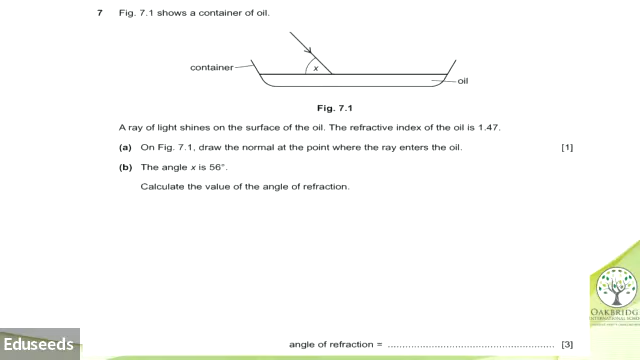 7 Fig. 7.1 shows a container of oil.
container
x
oil
Fig. 7.1
A ray of light shines on the surface of the oil. The refractive index of the oil is 1.47.
(a) On Fig. 7.1, draw the normal at the point where the ray enters the oil. [1]
(b) The angle x is 56°.
Calculate the value of the angle of refraction.
OAKBRIDGE
Eduseeds
angle of refraction = ........................................................ [3]